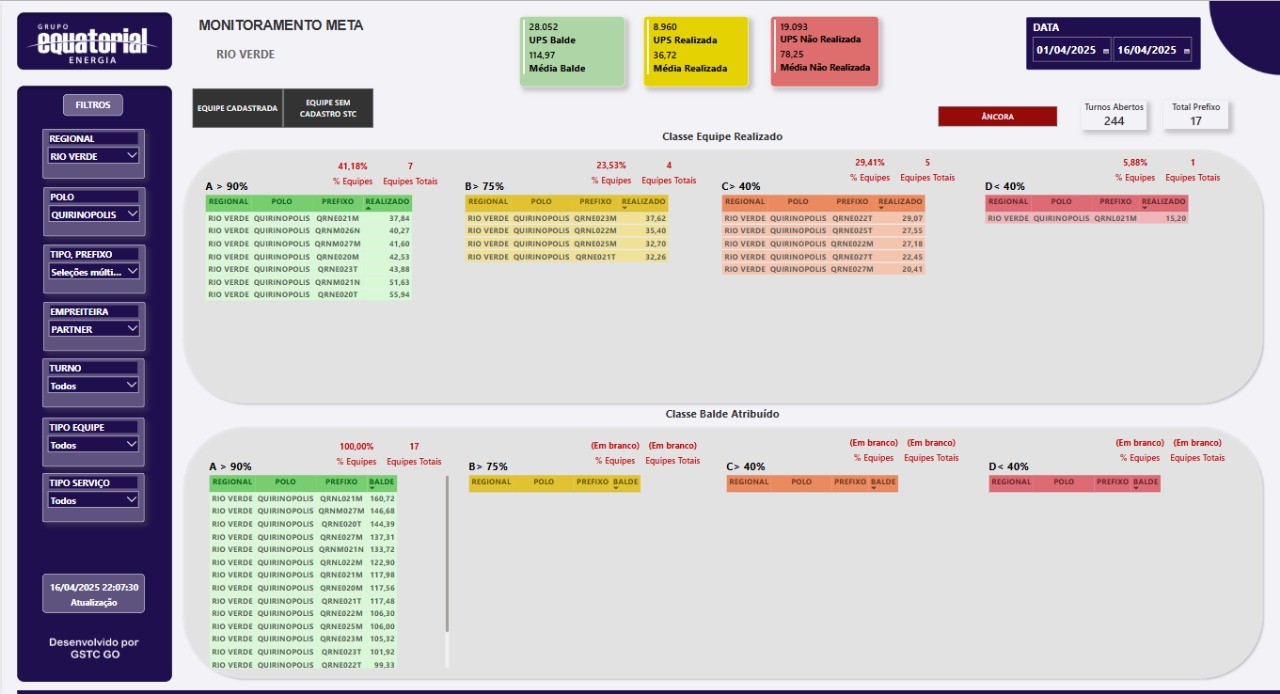 GRUPO
equatorial
ENERGIA
MONITORAMENTO META
RIO VERDE
28.052
UPS Balde
114,97
Média Balde
8.960
UPS Realizada
36,72
Média Realizada
19.093
UPS Não Realizada
78,25
Média Não Realizada
DATA
01/04/2025 16/04/2025
FILTROS
REGIONAL
RIO VERDE
POLO
QUIRINOPOLIS
TIPO, PREFIXO
Seleções múlti...
EMPREITEIRA
PARTNER
TURNO
Todos
TIPO EQUIPE
Todos
TIPO SERVIÇO
Todos
16/04/2025 22:07:30
Atualização
Desenvolvido por
GSTC GO
EQUIPE CADASTRADA
EQUIPE SEM
CADASTRO STC
ÂNCORA
Turnos Abertos
244
Total Prefixo
17
Classe Equipe Realizado
41,18% 7
% Equipes Equipes Totais
A > 90%
REGIONAL POLO PREFIXO REALIZADO
RIO VERDE QUIRINOPOLIS QRNE021M 37,84
RIO VERDE QUIRINOPOLIS QRNM026N 40,27
RIO VERDE QUIRINOPOLIS QRNM027M 41,60
RIO VERDE QUIRINOPOLIS QRNE020M 42,53
RIO VERDE QUIRINOPOLIS QRNE023T 43,88
RIO VERDE QUIRINOPOLIS QRNM021N 51,63
RIO VERDE QUIRINOPOLIS QRNE020T 55,94
23,53% 4
% Equipes Equipes Totais
B> 75%
REGIONAL POLO PREFIXO REALIZADO
RIO VERDE QUIRINOPOLIS QRNE023M 37,62
RIO VERDE QUIRINOPOLIS QRNL022M 35,40
RIO VERDE QUIRINOPOLIS QRNE025M 32,70
RIO VERDE QUIRINOPOLIS QRNE021T 32,26
29,41% 5
% Equipes Equipes Totais
C> 40%
REGIONAL POLO PREFIXO REALIZADO
RIO VERDE QUIRINOPOLIS QRNE022T 29,07
RIO VERDE QUIRINOPOLIS QRNE025T 27,55
RIO VERDE QUIRINOPOLIS QRNE022M 27,18
RIO VERDE QUIRINOPOLIS QRNE027T 22,45
RIO VERDE QUIRINOPOLIS QRNE027M 20,41
5,88% 1
% Equipes Equipes Totais
D< 40%
REGIONAL POLO PREFIXO REALIZADO
RIO VERDE QUIRINOPOLIS QRNL021M 15,20
Classe Balde Atribuído
100,00% 17
% Equipes Equipes Totais
A > 90%
REGIONAL POLO PREFIXO BALDE
RIO VERDE QUIRINOPOLIS QRNL021M 160,72
RIO VERDE QUIRINOPOLIS QRNM027M 146,68
RIO VERDE QUIRINOPOLIS QRNE020T 144,39
RIO VERDE QUIRINOPOLIS QRNE027M 137,31
RIO VERDE QUIRINOPOLIS QRNM021N 133,72
RIO VERDE QUIRINOPOLIS QRNL022M 122,90
RIO VERDE QUIRINOPOLIS QRNE021M 117,98
RIO VERDE QUIRINOPOLIS QRNE020M 117,56
RIO VERDE QUIRINOPOLIS QRNE021T 117,48
RIO VERDE QUIRINOPOLIS QRNE022M 106,30
RIO VERDE QUIRINOPOLIS QRNE025M 106,00
RIO VERDE QUIRINOPOLIS QRNE023M 105,32
RIO VERDE QUIRINOPOLIS QRNE023T 101,92
RIO VERDE QUIRINOPOLIS QRNE022T 99,33
(Em branco) (Em branco)
% Equipes Equipes Totais
B> 75%
REGIONAL POLO PREFIXO BALDE
(Em branco) (Em branco)
% Equipes Equipes Totais
C> 40%
REGIONAL POLO PREFIXO BALDE
(Em branco) (Em branco)
% Equipes Equipes Totais
D< 40%
REGIONAL POLO PREFIXO BALDE